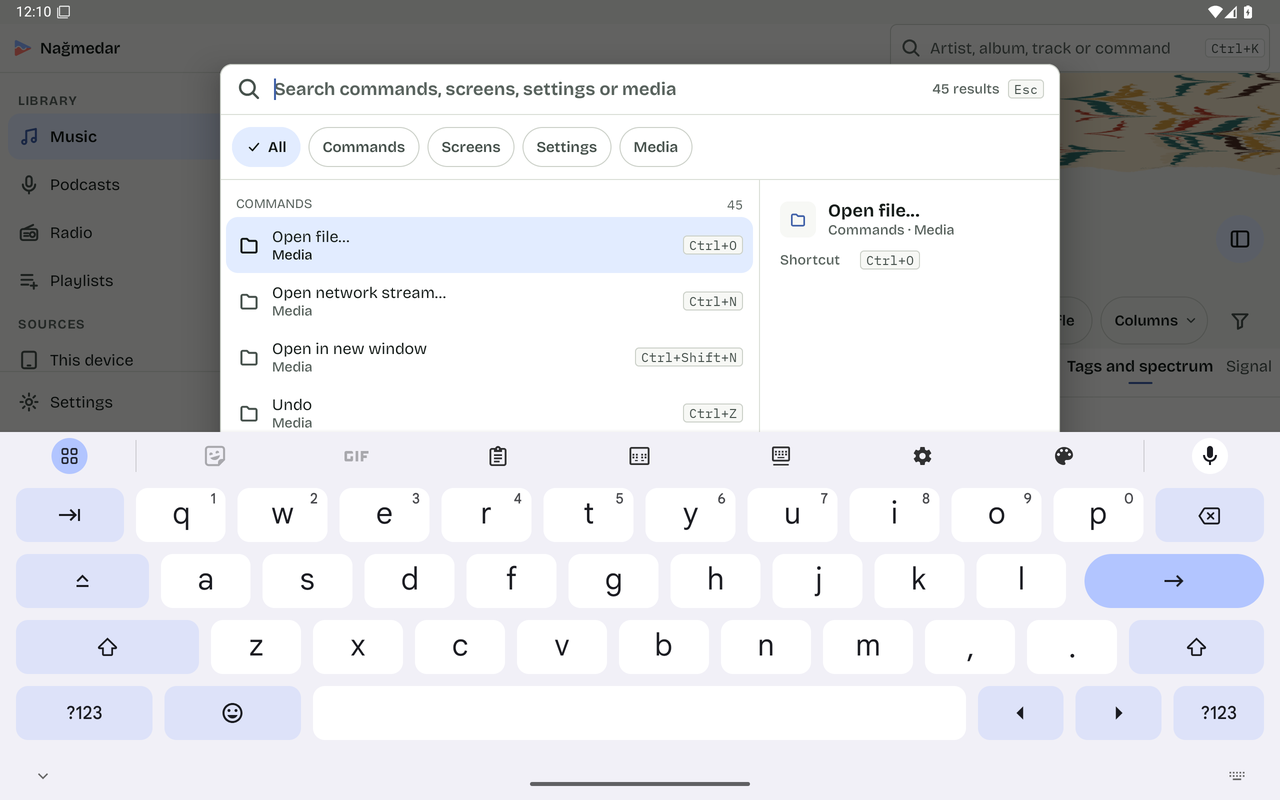 12:10
Nağmedar
Artist, album, track or command
Ctrl+K
LIBRARY
Music
Podcasts
Radio
Playlists
SOURCES
This device
Settings
Search commands, screens, settings or media
45 results
Esc
All
Commands
Screens
Settings
Media
COMMANDS
45
Open file...
Media
Ctrl+O
Open network stream...
Media
Ctrl+N
Open in new window
Media
Ctrl+Shift+N
Undo
Media
Ctrl+Z
Open file...
Commands · Media
Shortcut
Ctrl+O
Columns
Tags and spectrum
Signal
GIF
q 1 w 2 e 3 r 4 t 5 y 6 u 7 i 8 o 9 p 0
a s d f g h j k l
z x c v b n m , .
?123
?123